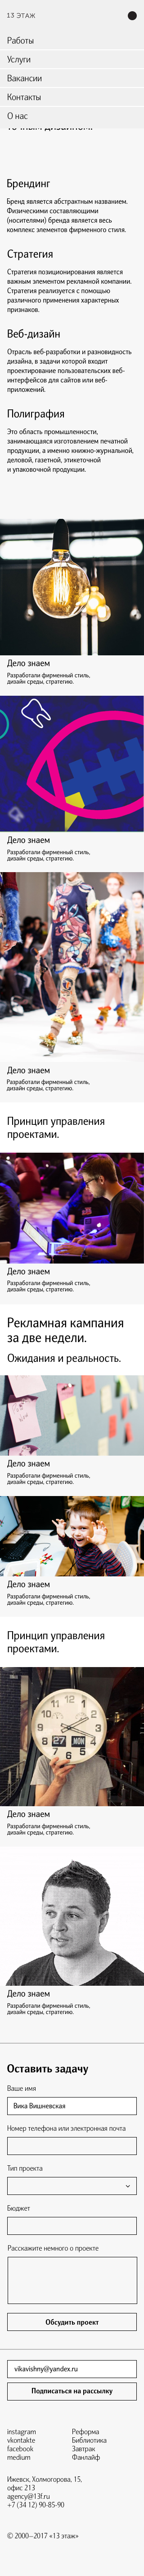 13 ЭТАЖ
Работы
Услуги
Вакансии
Контакты
О нас
точным дизайном.
Брендинг
Бренд является абстрактным названием.
Физическими составляющими
(носителями) бренда является весь
комплекс элементов фирменного стиля.
Стратегия
Стратегия позиционирования является
важным элементом рекламной компании.
Стратегия реализуется с помощью
различного применения характерных
признаков.
Веб-дизайн
Отрасль веб-разработки и разновидность
дизайна, в задачи которой входит
проектирование пользовательских веб-
интерфейсов для сайтов или веб-
приложений.
Полиграфия
Это область промышленности,
занимающаяся изготовлением печатной
продукции, а именно книжно-журнальной,
деловой, газетной, этикеточной
и упаковочной продукции.
Дело знаем
Разработали фирменный стиль,
дизайн среды, стратегию.
Дело знаем
Разработали фирменный стиль,
дизайн среды, стратегию.
Дело знаем
Разработали фирменный стиль,
дизайн среды, стратегию.
Принцип управления
проектами.
Дело знаем
Разработали фирменный стиль,
дизайн среды, стратегию.
Рекламная кампания
за две недели.
Ожидания и реальность.
Дело знаем
Разработали фирменный стиль,
дизайн среды, стратегию.
Дело знаем
Разработали фирменный стиль,
дизайн среды, стратегию.
Принцип управления
проектами.
27 MON
Дело знаем
Разработали фирменный стиль,
дизайн среды, стратегию.
Дело знаем
Разработали фирменный стиль,
дизайн среды, стратегию.
Оставить задачу
Ваше имя
Вика Вишневская
Номер телефона или электронная почта
Тип проекта
Бюджет
Расскажите немного о проекте
Обсудить проект
vikavishny@yandex.ru
Подписаться на рассылку
instagram Реформа
vkontakte Библиотика
facebook Завтрак
medium Фанлайф
Ижевск, Холмогорова, 15,
офис 213
agency@13f.ru
+7 (34 12) 90-85-90
© 2000—2017 «13 этаж»